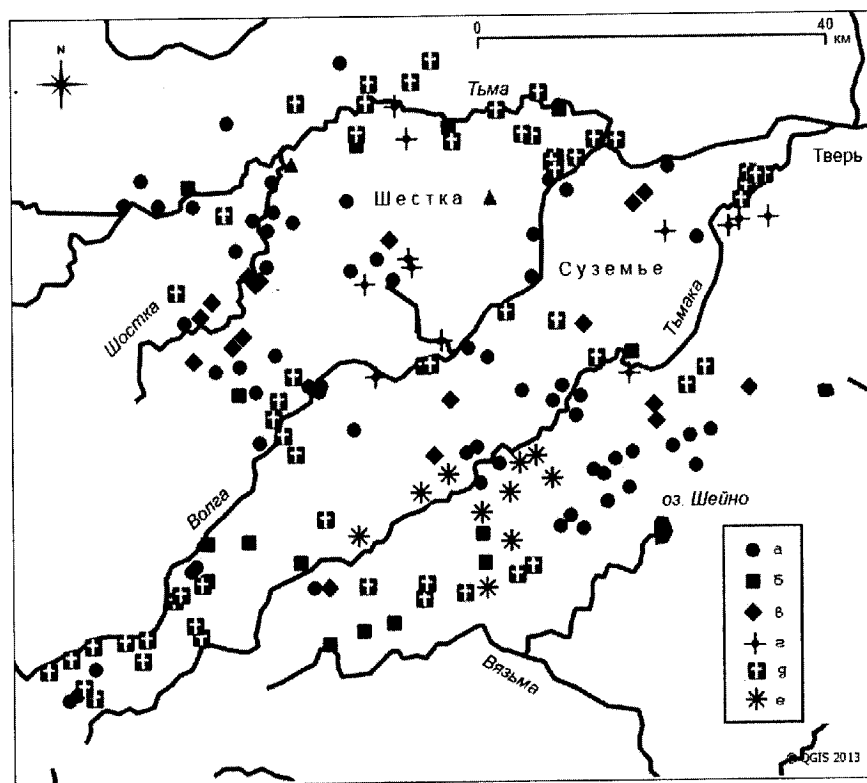 0 40
км
N
Тьма
Тверь
Шестка
Суземье
Тьмака
Шостка
Волга
оз. Шейно
а
б
в
г
д
е
Вязьма
© QGIS 2013